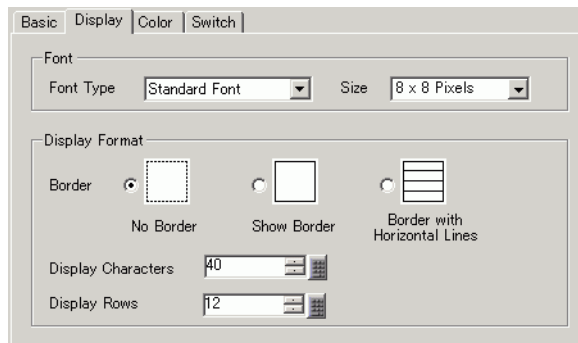 Basic Display Color Switch
Font
Font Type Standard Font Size 8 x 8 Pixels
Display Format
Border
No Border Show Border Border with
Horizontal Lines
Display Characters 40
Display Rows 12